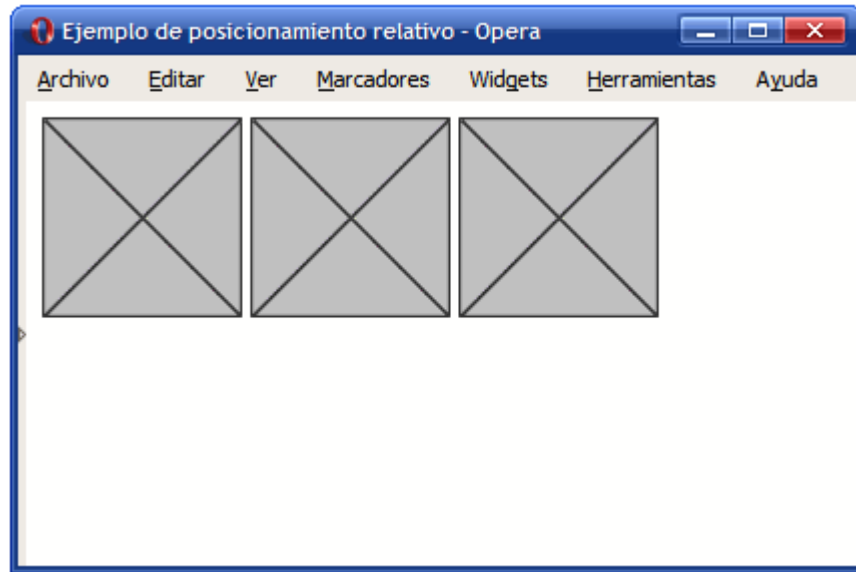 Ejemplo de posicionamiento relativo - Opera
Archivo Editar Ver Marcadores Widgets Herramientas Ayuda